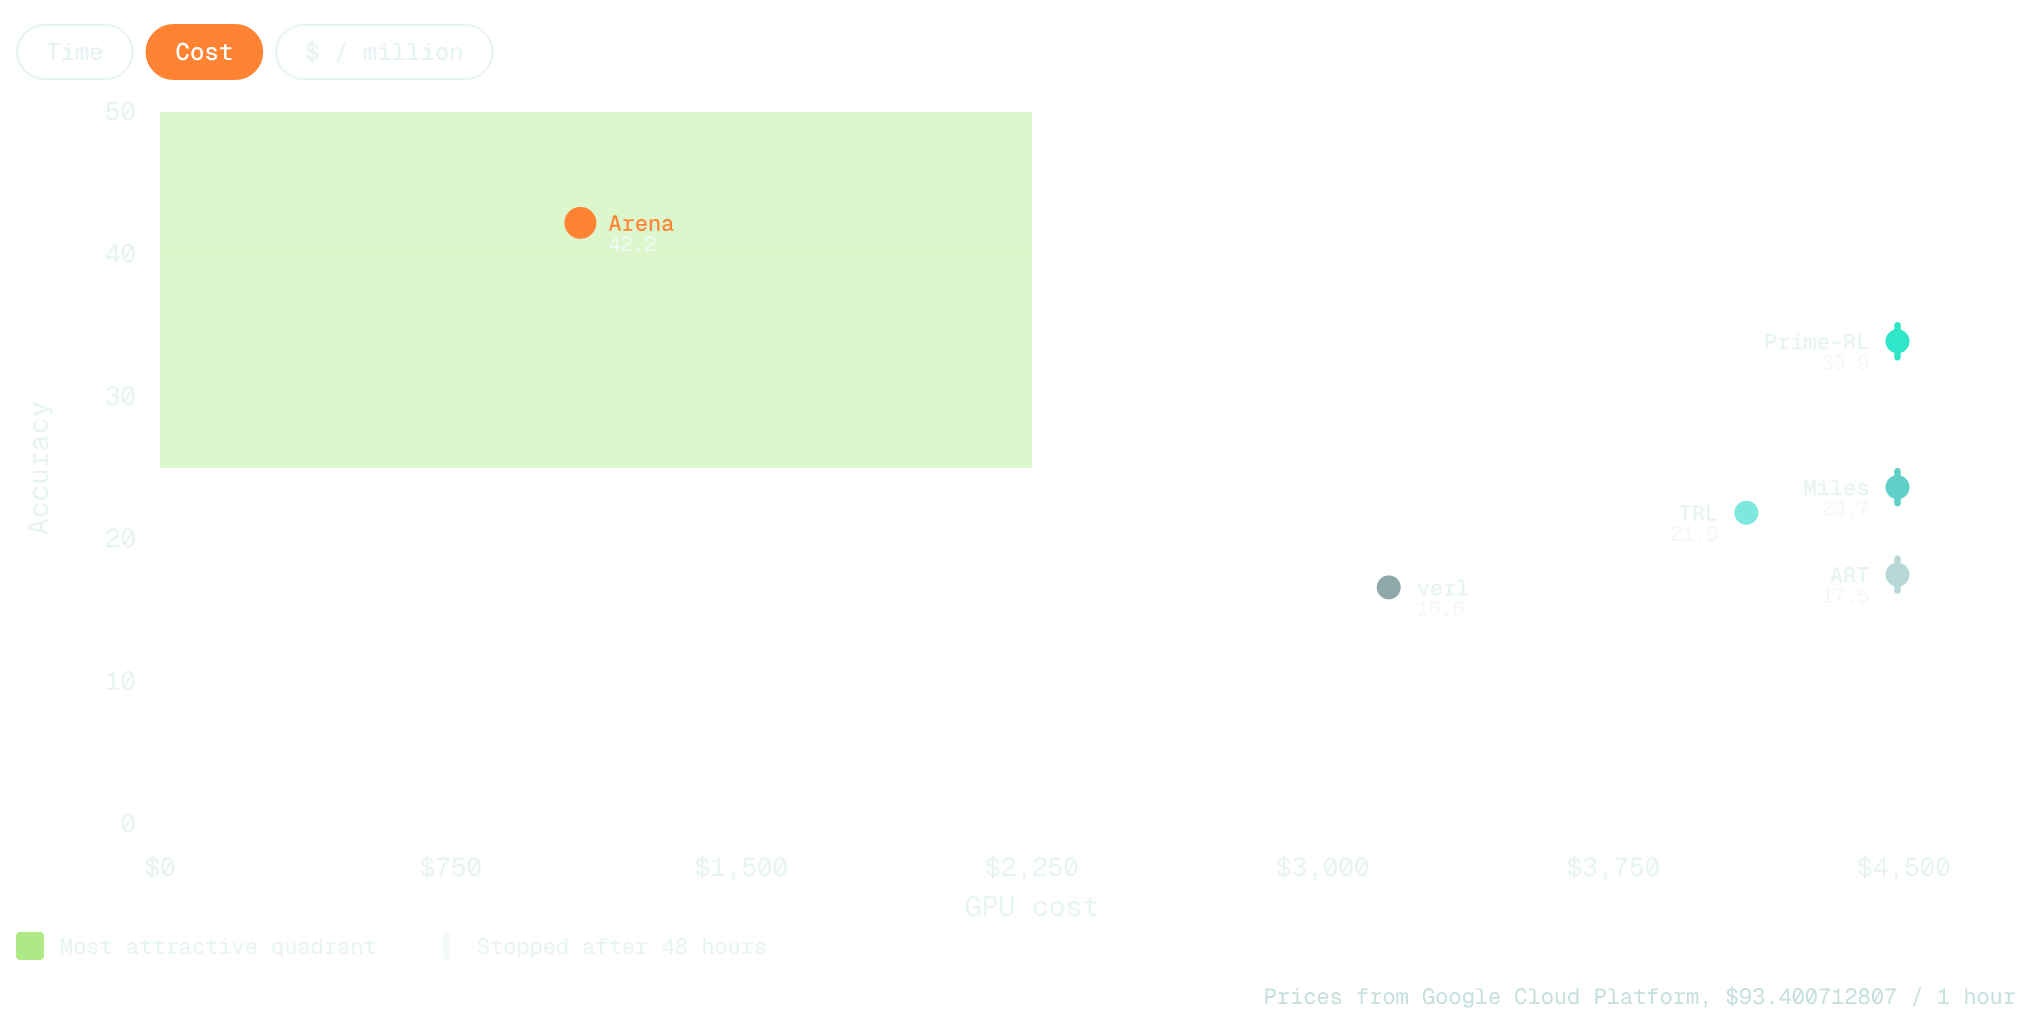 Time Cost $ / million
50
Arena
42.2
40
Prime-RL
33.9
30
Accuracy
Miles
23.7
TRL
21.9
20
ART
17.5
verl
16.6
10
0
$0 $750 $1,500 $2,250 $3,000 $3,750 $4,500
GPU cost
Most attractive quadrant Stopped after 48 hours
Prices from Google Cloud Platform, $93.400712807 / 1 hour